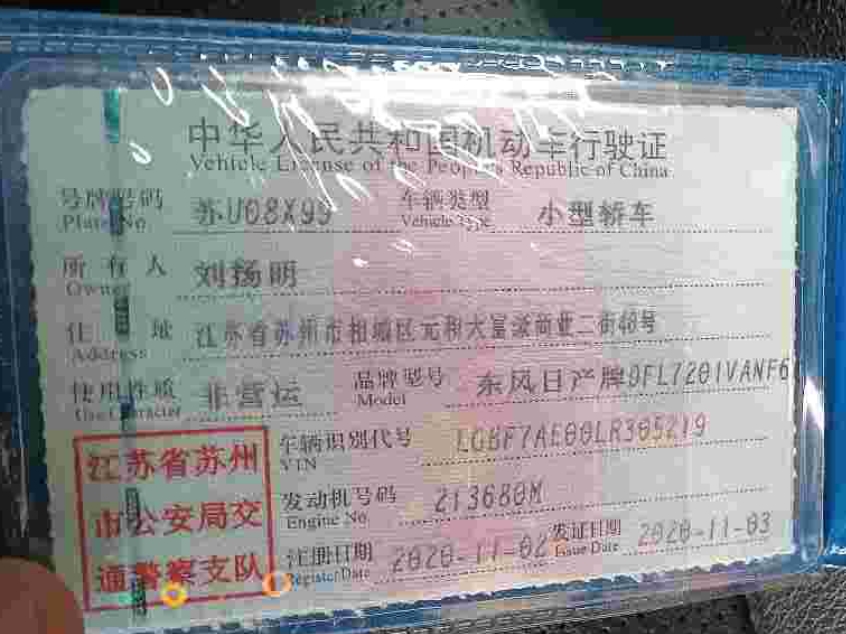 中华人民共和国机动车行驶证
Vehicle License of the People's Republic of China
号牌号码 苏U08X99 车辆类型 小型轿车
Plate No Vehicle Type
所有人 刘扬明
Owner
住址 江苏省苏州市相城区元和大富派商业二街48号
Address
使用性质 非营运 品牌型号 东风日产牌DFL7201VANF6
Use Character Model
江苏省苏州 车辆识别代号 LGBF7AE00LR305219
VIN
市公安局交 发动机号码 213680M
Engine No
通警察支队 注册日期 2020-11-02 发证日期 2020-11-03
Register Date Issue Date